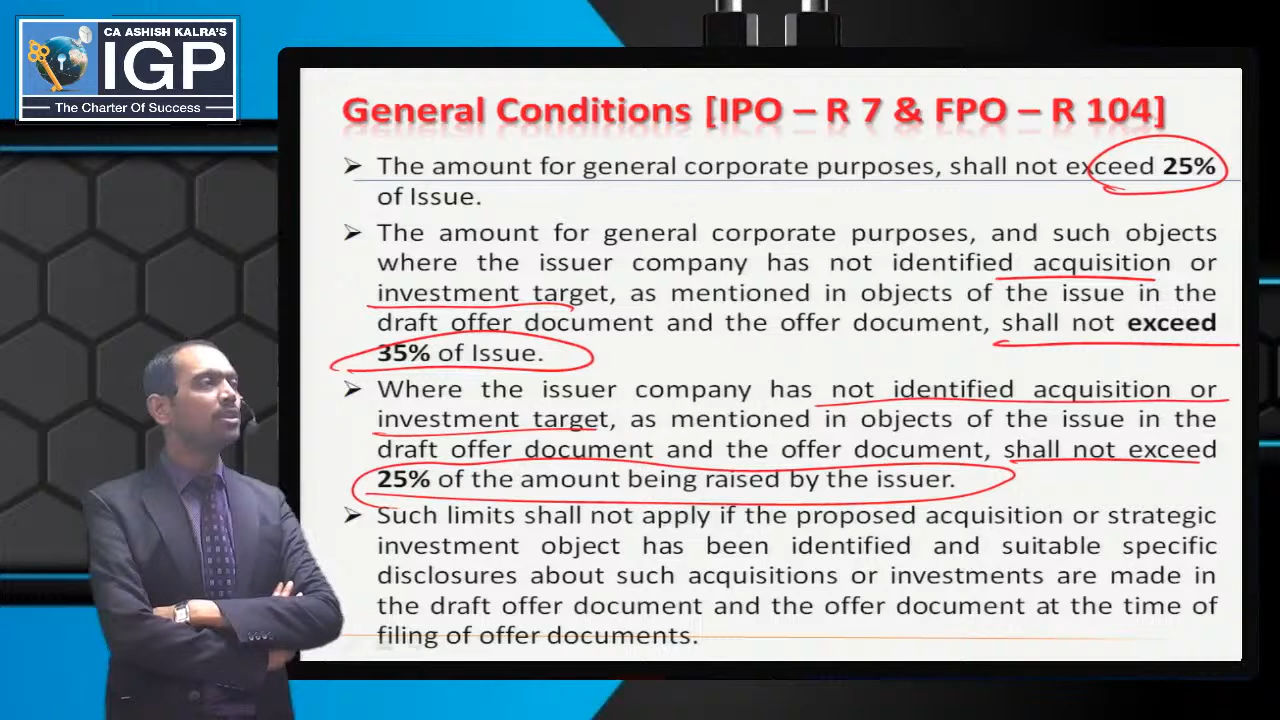 CA ASHISH KALRA'S
IGP
The Charter Of Success
General Conditions [IPO – R 7 & FPO – R 104]
➢ The amount for general corporate purposes, shall not exceed 25%
of Issue.
➢ The amount for general corporate purposes, and such objects
where the issuer company has not identified acquisition or
investment target, as mentioned in objects of the issue in the
draft offer document and the offer document, shall not exceed
35% of Issue.
➢ Where the issuer company has not identified acquisition or
investment target, as mentioned in objects of the issue in the
draft offer document and the offer document, shall not exceed
25% of the amount being raised by the issuer.
➢ Such limits shall not apply if the proposed acquisition or strategic
investment object has been identified and suitable specific
disclosures about such acquisitions or investments are made in
the draft offer document and the offer document at the time of
filing of offer documents.